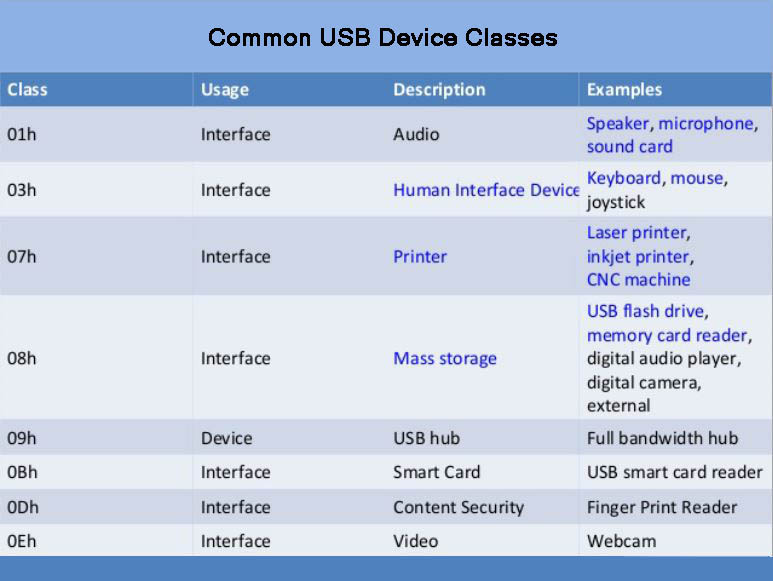 Common USB Device Classes
Class Usage Description Examples
01h Interface Audio Speaker, microphone,
sound card
03h Interface Human Interface Device Keyboard, mouse,
joystick
07h Interface Printer Laser printer,
inkjet printer,
CNC machine
08h Interface Mass storage USB flash drive,
memory card reader,
digital audio player,
digital camera,
external
09h Device USB hub Full bandwidth hub
0Bh Interface Smart Card USB smart card reader
0Dh Interface Content Security Finger Print Reader
0Eh Interface Video Webcam